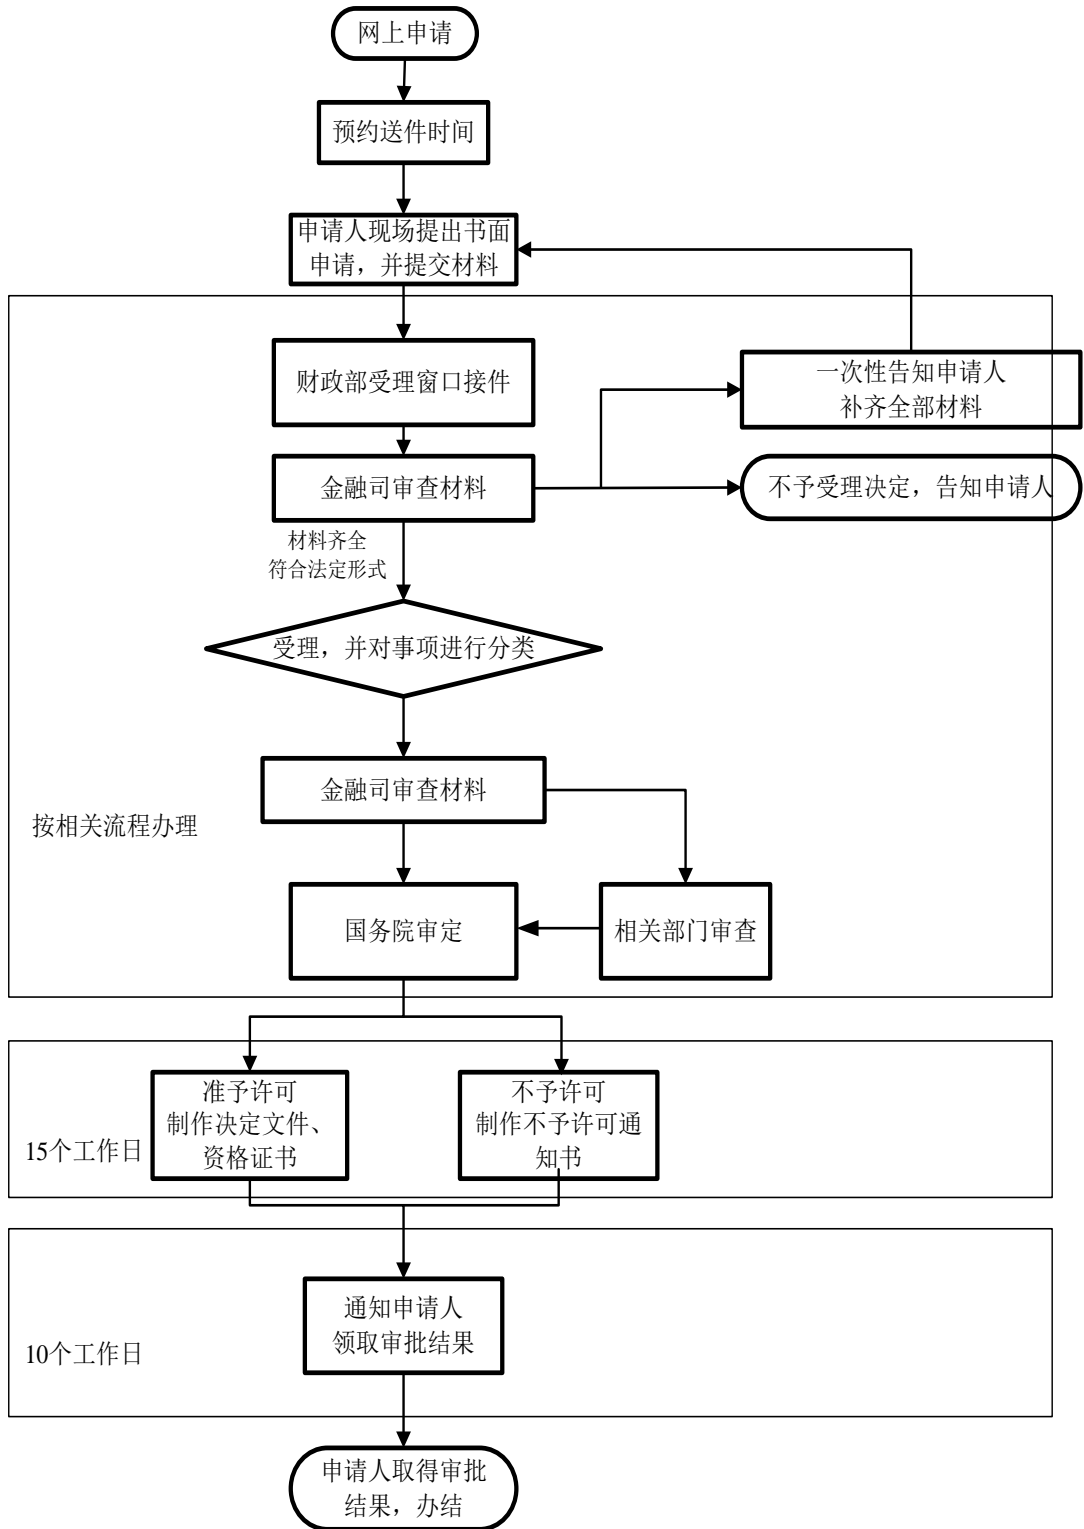 网上申请
预约送件时间
申请人现场提出书面
申请，并提交材料
财政部受理窗口接件
一次性告知申请人
补齐全部材料
金融司审查材料
不予受理决定，告知申请人
材料齐全
符合法定形式
受理，并对事项进行分类
金融司审查材料
按相关流程办理
国务院审定
相关部门审查
准予许可
制作决定文件、
资格证书
不予许可
制作不予许可通
知书
15个工作日
通知申请人
领取审批结果
10个工作日
申请人取得审批
结果，办结